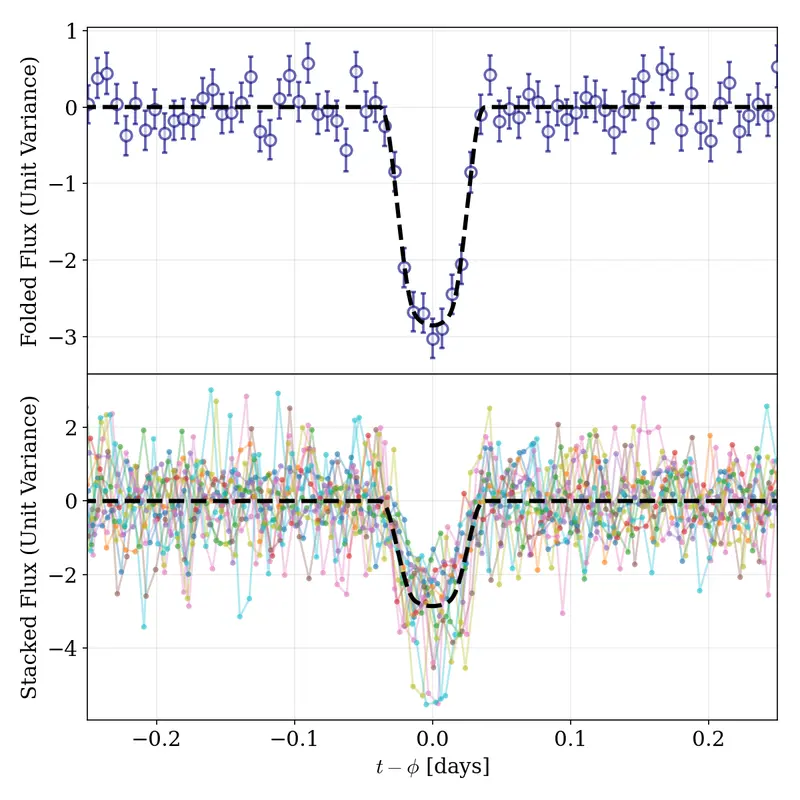 1
0
−1
−2
−3
Folded Flux (Unit Variance)
2
0
−2
−4
Stacked Flux (Unit Variance)
−0.2 −0.1 0.0 0.1 0.2
t − ϕ [days]